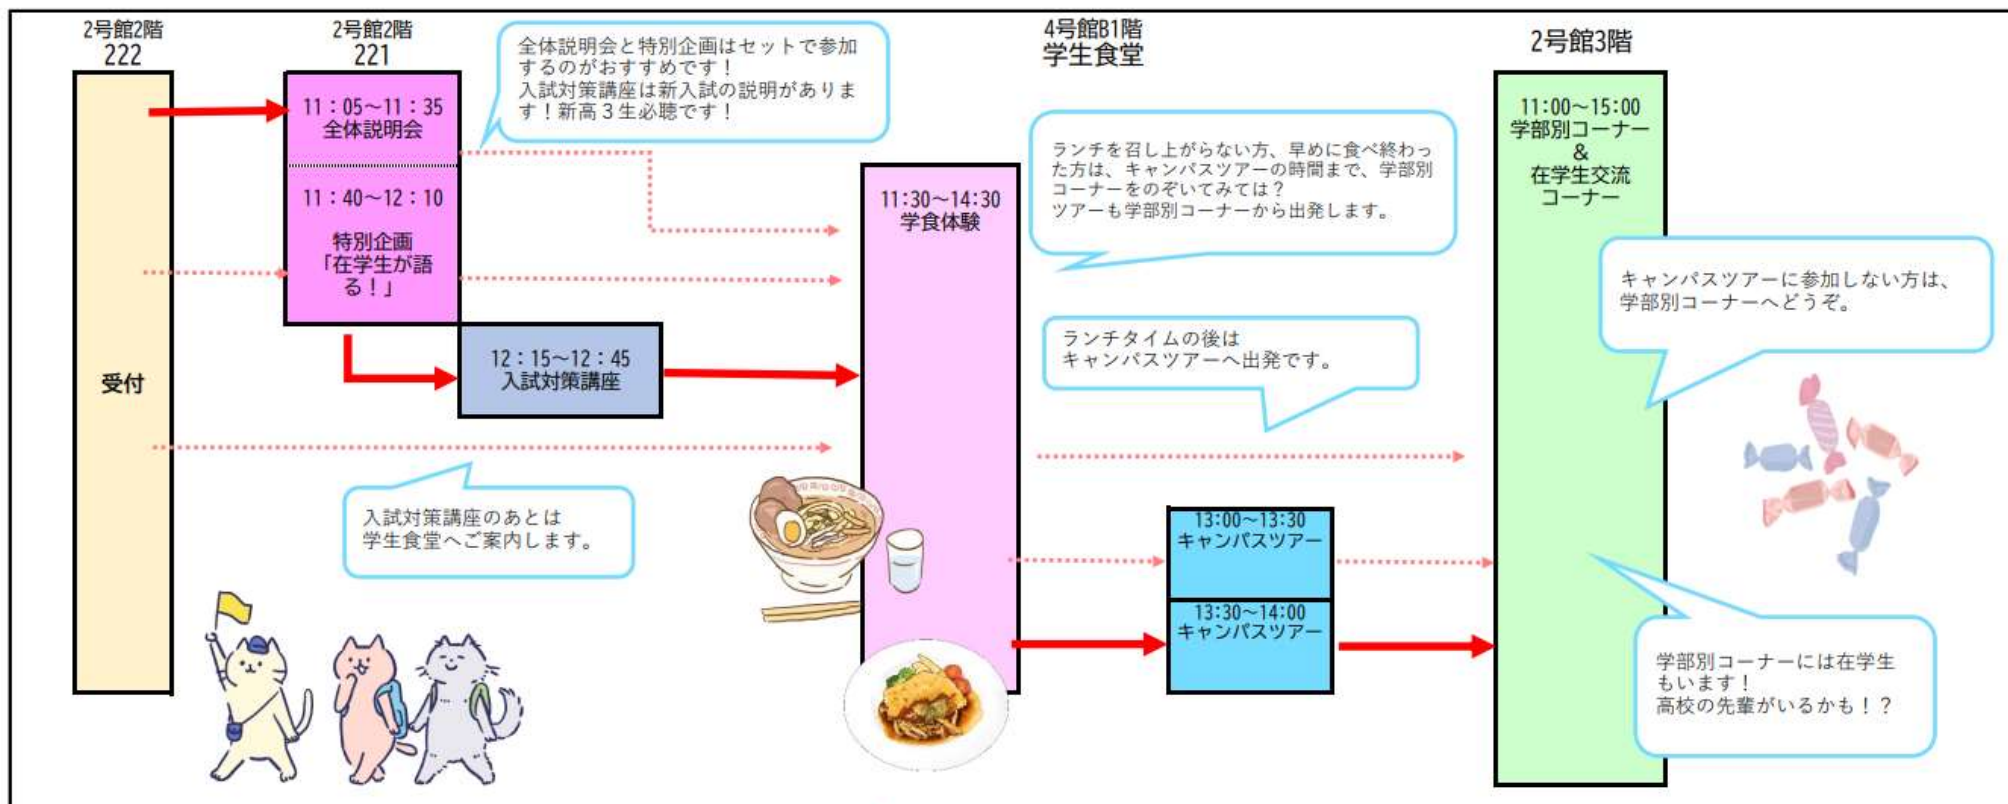 2号館2階
222
受付
2号館2階
221
11：05～11：35
全体説明会
11：40～12：10
特別企画
「在学生が語
る！」
12：15～12：45
入試対策講座
全体説明会と特別企画はセットで参加
するのがおすすめです！
入試対策講座は新入試の説明がありま
す！新高３生必聴です！
入試対策講座のあとは
学生食堂へご案内します。
4号館B1階
学生食堂
11:30～14:30
学食体験
ランチを召し上がらない方、早めに食べ終わっ
た方は、キャンパスツアーの時間まで、学部別
コーナーをのぞいてみては？
ツアーも学部別コーナーから出発します。
ランチタイムの後は
キャンパスツアーへ出発です。
13:00～13:30
キャンパスツアー
13:30～14:00
キャンパスツアー
2号館3階
11:00～15:00
学部別コーナー
&
在学生交流
コーナー
キャンパスツアーに参加しない方は、
学部別コーナーへどうぞ。
学部別コーナーには在学生
もいます！
高校の先輩がいるかも！？